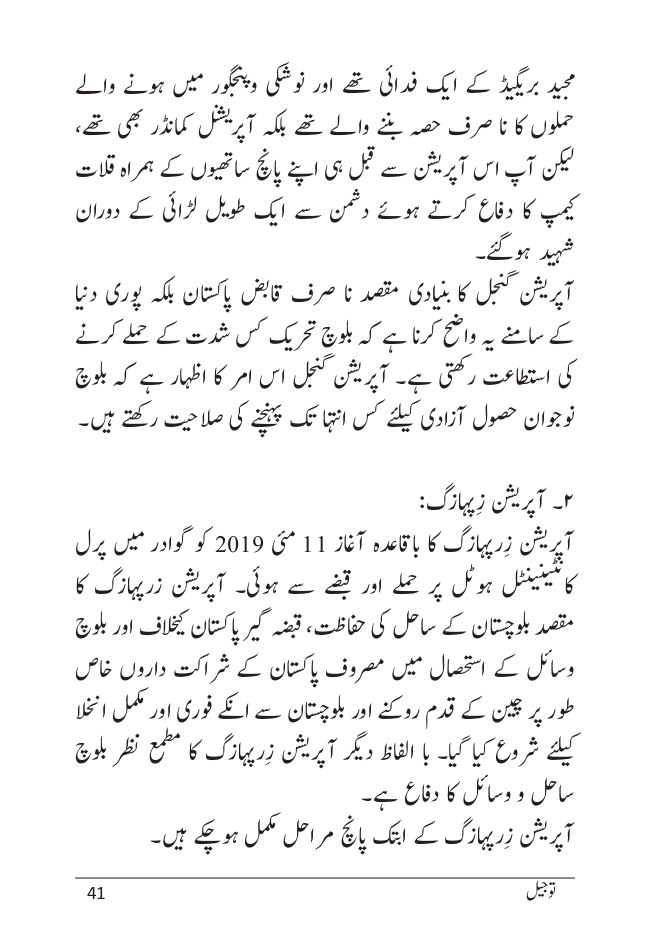 مجید بریگیڈ کے ایک فدائی تھے اور نوشکی وپنجگور میں ہونے والے
حملوں کا نا صرف حصہ بننے والے تھے بلکہ آپریشنل کمانڈر بھی تھے،
لیکن آپ اس آپریشن سے قبل ہی اپنے پانچ ساتھیوں کے ہمراہ قلات
کیمپ کا دفاع کرتے ہوئے دشمن سے ایک طویل لڑائی کے دوران
شہید ہوگئے۔
آپریشن گنجل کا بنیادی مقصد نا صرف قابض پاکستان بلکہ پوری دنیا
کے سامنے یہ واضح کرنا ہے کہ بلوچ تحریک کس شدت کے حملے کرنے
کی استطاعت رکھتی ہے۔ آپریشن گنجل اس امر کا اظہار ہے کہ بلوچ
نوجوان حصول آزادی کیلئے کس انتہا تک پہنچنے کی صلاحیت رکھتے ہیں۔
۲۔ آپریشن زِپہازگ:
آپریشن زِرپہازگ کا باقاعدہ آغاز 11 مئی 2019 کو گوادر میں پرل
کانٹینینٹل ہوٹل پر حملے اور قبضے سے ہوئی۔ آپریشن زرپہازگ کا
مقصد بلوچستان کے ساحل کی حفاظت، قبضہ گیر پاکستان کیخلاف اور بلوچ
وسائل کے استحصال میں مصروف پاکستان کے شراکت داروں خاص
طور پر چین کے قدم روکنے اور بلوچستان سے انکے فوری اور مکمل انخلا
کیلئے شروع کیا گیا۔ با الفاظ دیگر آپریشن زِرپہازگ کا مطمع نظر بلوچ
ساحل و وسائل کا دفاع ہے۔
آپریشن زِرپہازگ کے ابتک پانچ مراحل مکمل ہوچکے ہیں۔
توجیل
41